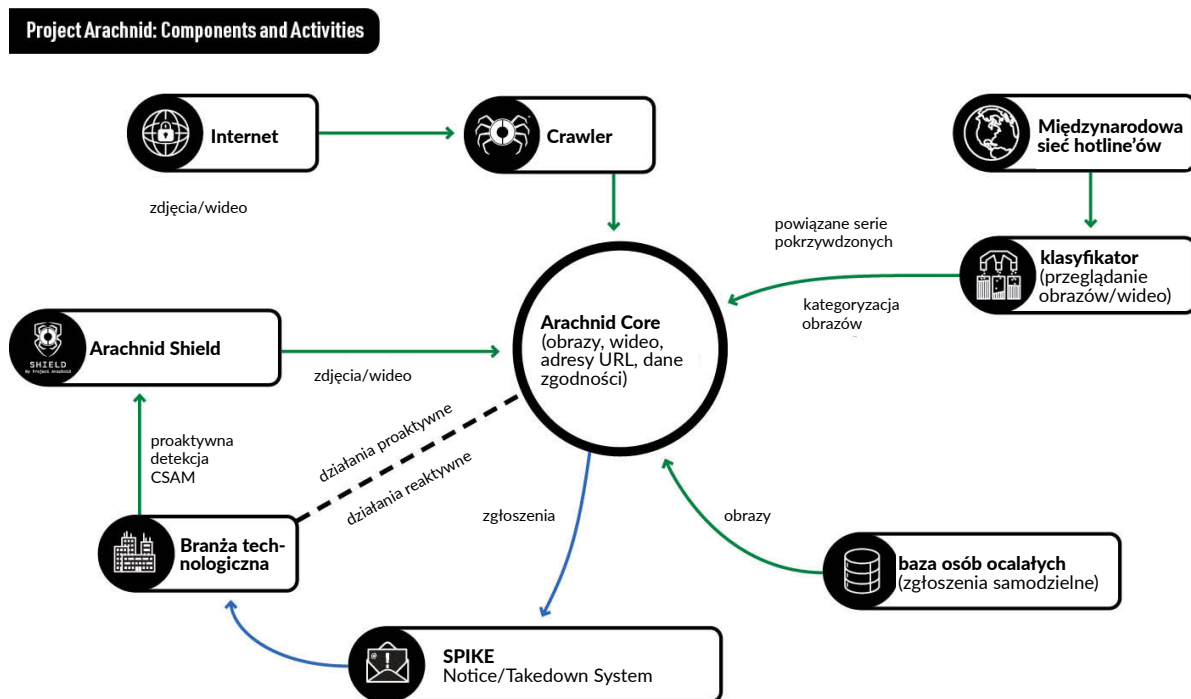 Project Arachnid: Components and Activities
Internet
Crawler
Międzynarodowa
sieć hotline’ów
zdjęcia/wideo
powiązane serie
pokrzywdzonych
klasyfikator
(przeglądanie
obrazów/wideo)
kategoryzacja
obrazów
Arachnid Core
(obrazy, wideo,
adresy URL, dane
zgodności)
SHIELD
By Project Arachnid
Arachnid Shield
zdjęcia/wideo
proaktywna
detekcja
CSAM
działania proaktywne
działania reaktywne
zgłoszenia
obrazy
Branża tech-
nologiczna
baza osób ocalałych
(zgłoszenia samodzielne)
SPIKE
Notice/Takedown System